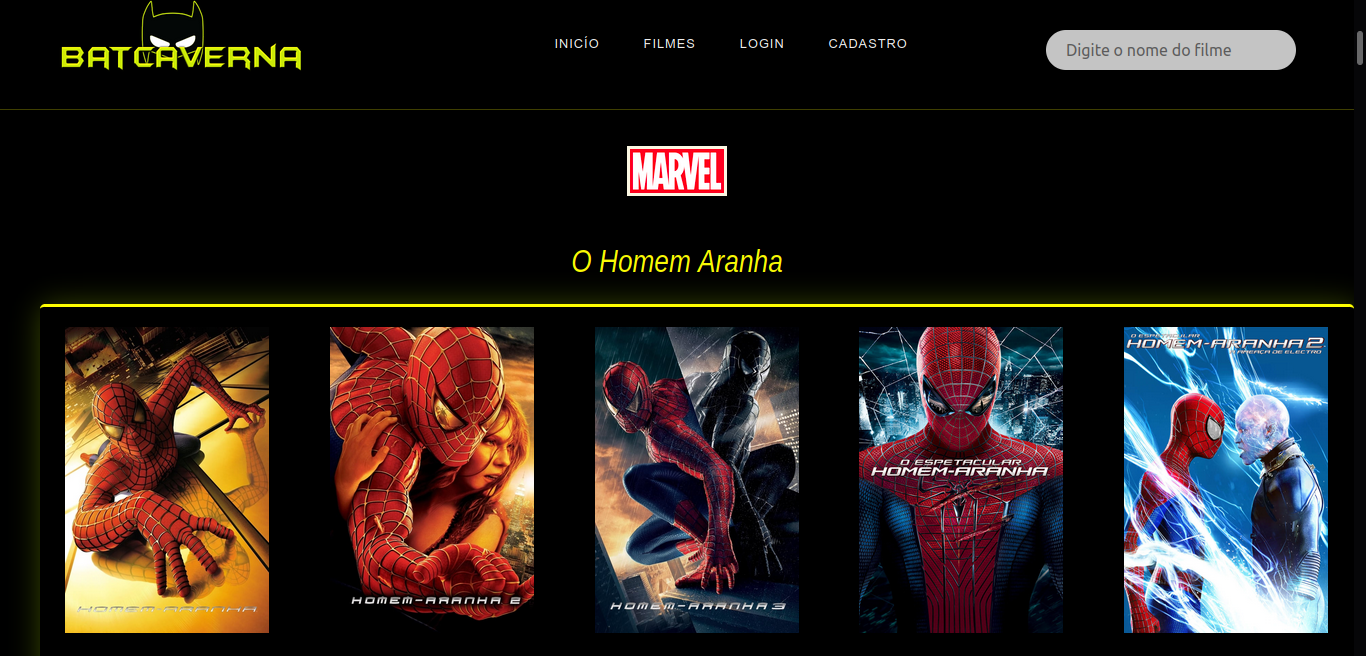 BATCAVERNA
INICÍO FILMES LOGIN CADASTRO
Digite o nome do filme
MARVEL
O Homem Aranha
HOMEM-ARANHA
HOMEM-ARANHA 2
HOMEM-ARANHA 3
O ESPETACULAR
HOMEM-ARANHA
O ESPETACULAR
HOMEM-ARANHA 2
A AMEAÇA DE ELECTRO